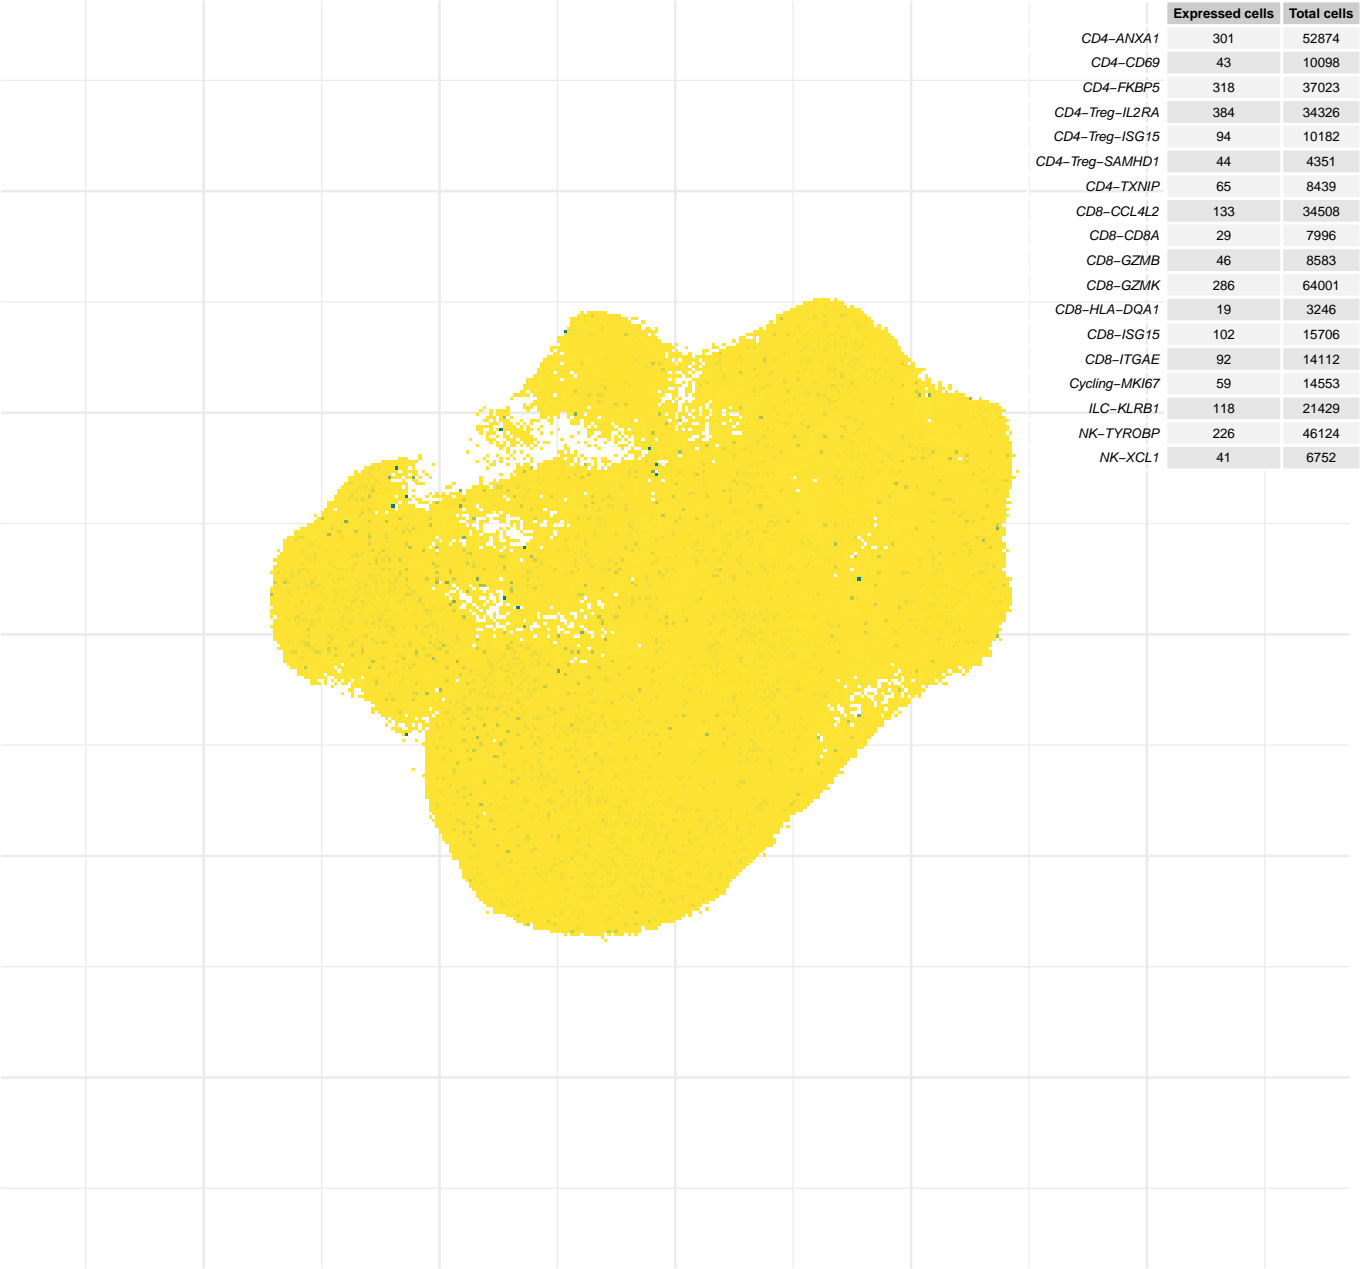 Expressed cells Total cells
CD4−ANXA1 301 52874
CD4−CD69 43 10098
CD4−FKBP5 318 37023
CD4−Treg−IL2RA 384 34326
CD4−Treg−ISG15 94 10182
CD4−Treg−SAMHD1 44 4351
CD4−TXNIP 65 8439
CD8−CCL4L2 133 34508
CD8−CD8A 29 7996
CD8−GZMB 46 8583
CD8−GZMK 286 64001
CD8−HLA−DQA1 19 3246
CD8−ISG15 102 15706
CD8−ITGAE 92 14112
Cycling−MKI67 59 14553
ILC−KLRB1 118 21429
NK−TYROBP 226 46124
NK−XCL1 41 6752